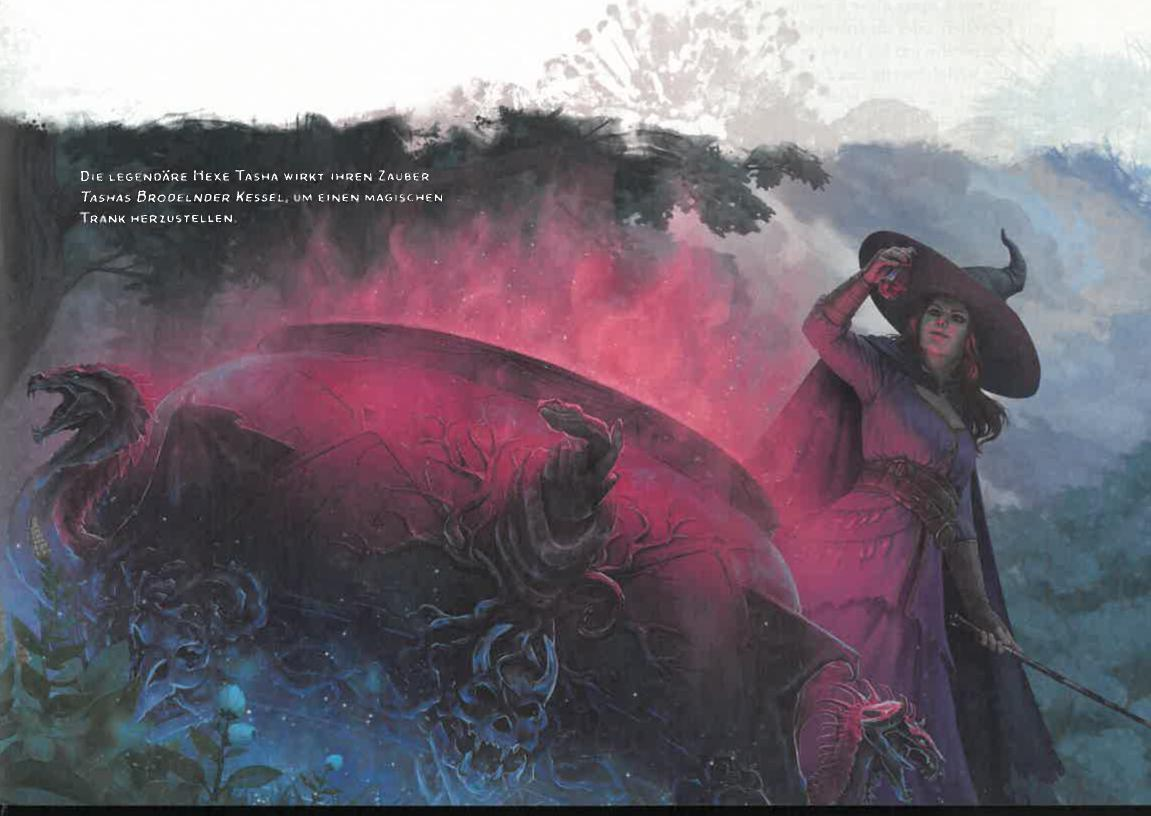 Die legendäre Hexe Tasha wirkt ihren Zauber
Tashas Brodelnder Kessel, um einen magischen
Trank herzustellen.